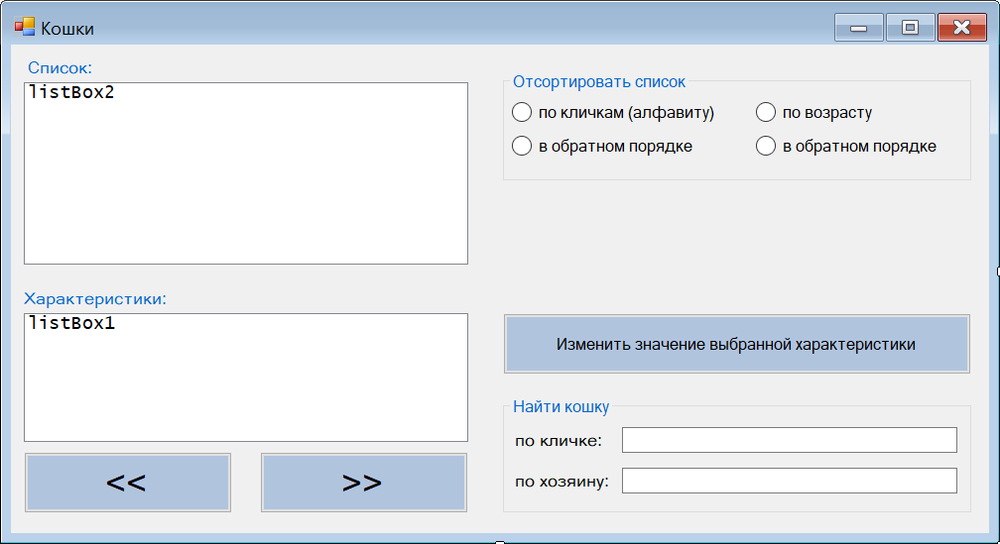 Кошки
Список:
listBox2
Отсортировать список
по кличкам (алфавиту)
по возрасту
в обратном порядке
в обратном порядке
Характеристики:
listBox1
Изменить значение выбранной характеристики
Найти кошку
по кличке:
по хозяину:
<< >>